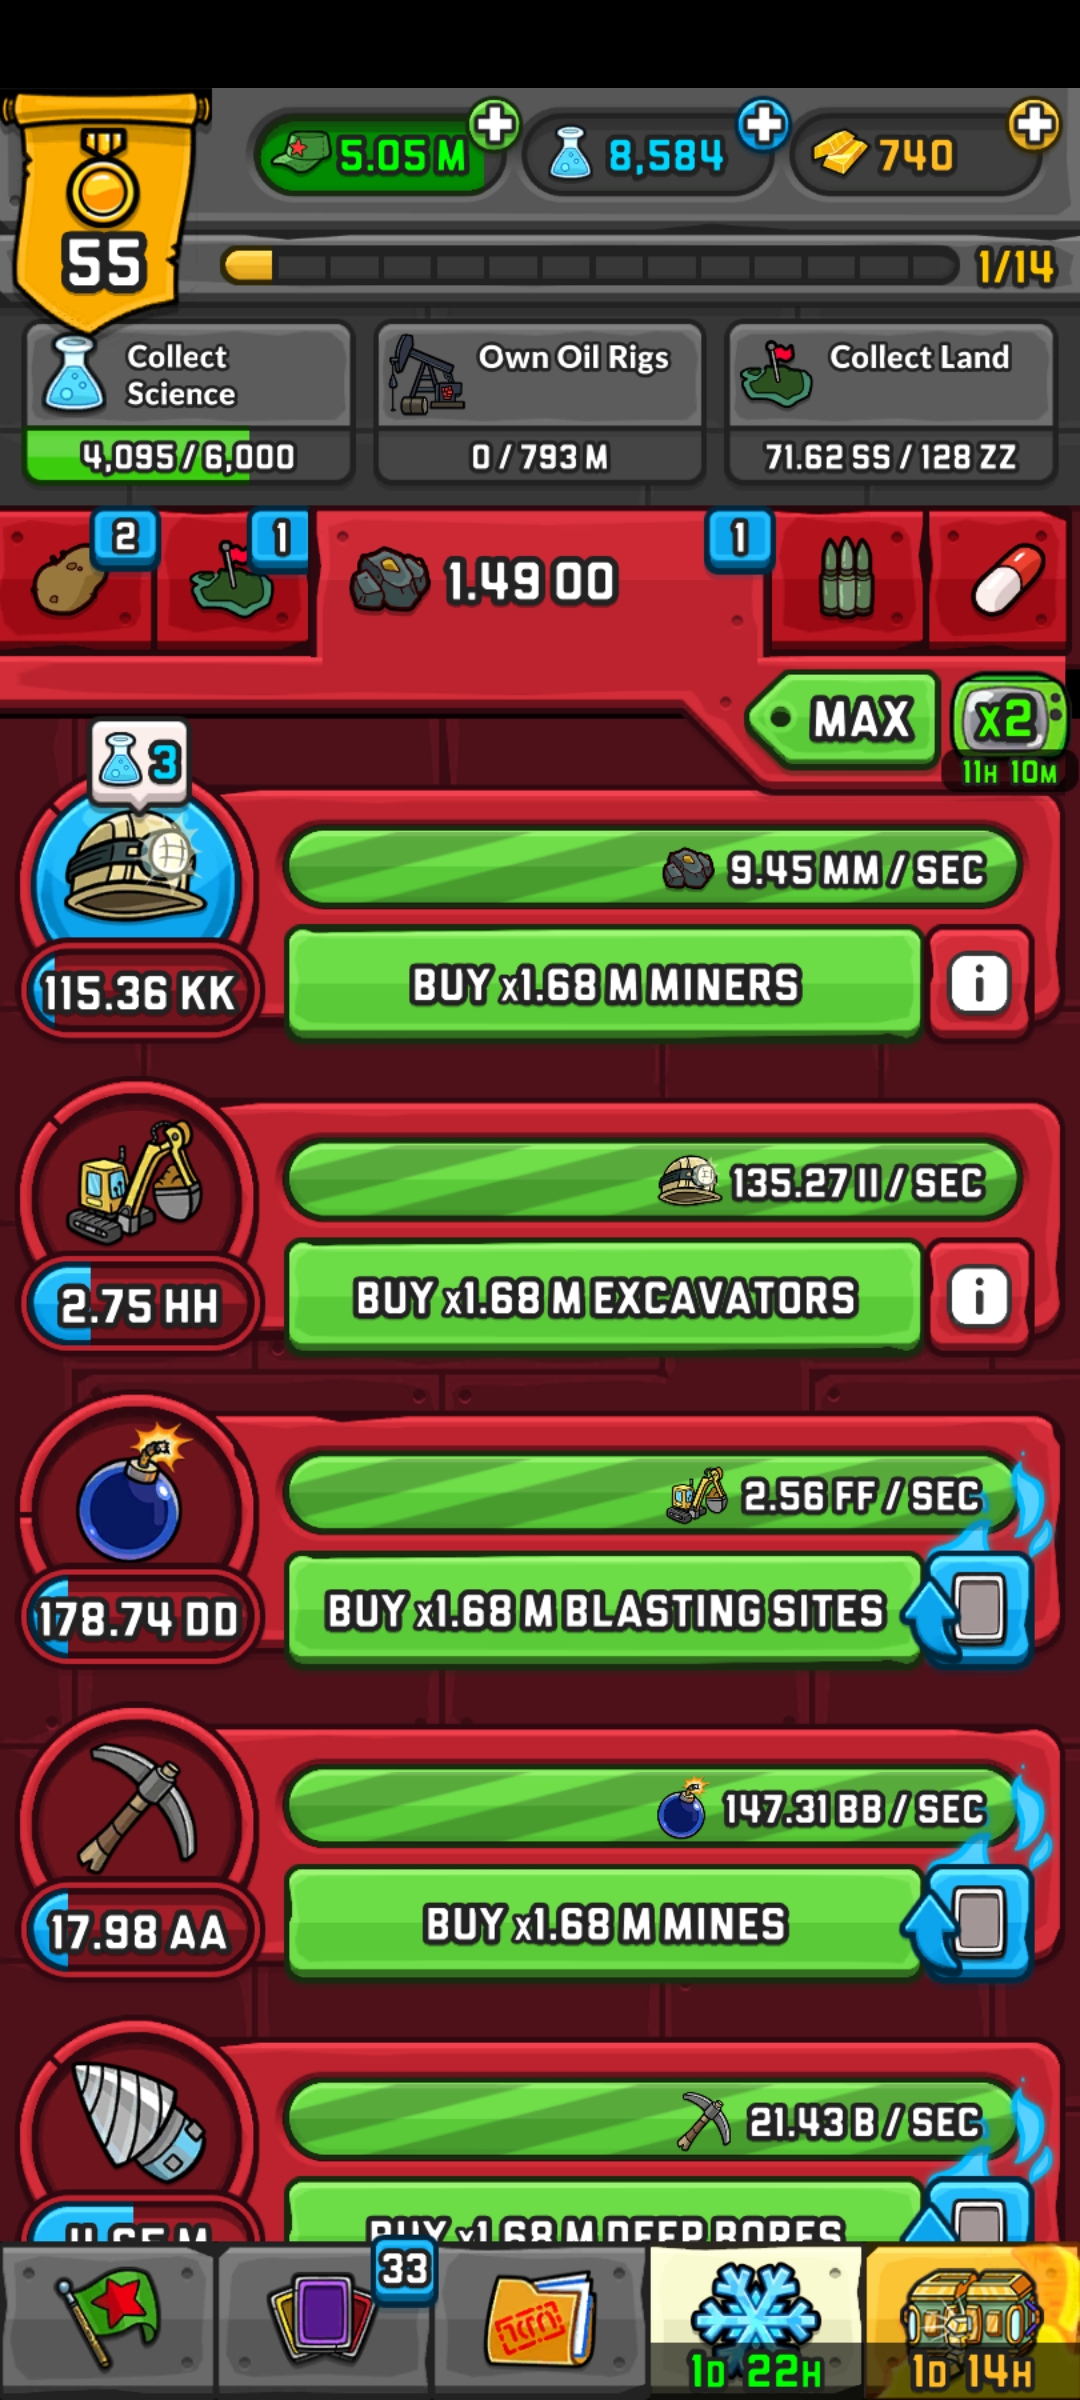 5.05 M
8,584
740
55
1/14
Collect Science
Own Oil Rigs
Collect Land
4,095/6,000
0/793 M
71.62 SS/128 ZZ
2
1
1.49 OO
1
MAX
x2
11H 10M
3
9.45 MM/SEC
115.36 KK
BUY x1.68 M MINERS
i
135.27 II/SEC
2.75 HH
BUY x1.68 M EXCAVATORS
i
2.56 FF/SEC
178.74 DD
BUY x1.68 M BLASTING SITES
147.31 BB/SEC
17.98 AA
BUY x1.68 M MINES
21.43 B/SEC
BUY x1.68 M DEEP BORES
33
1D 22H
1D 14H